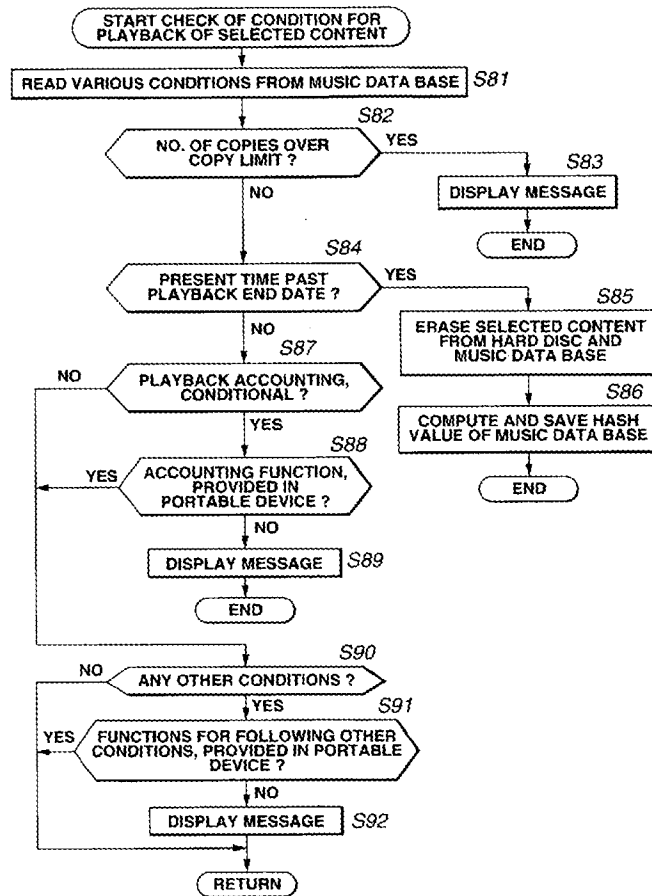 START CHECK OF CONDITION FOR
PLAYBACK OF SELECTED CONTENT
READ VARIOUS CONDITIONS FROM MUSIC DATA BASE
S81
S82
NO. OF COPIES OVER
COPY LIMIT ?
YES
S83
NO
DISPLAY MESSAGE
END
S84
PRESENT TIME PAST
PLAYBACK END DATE ?
YES
S85
NO
ERASE SELECTED CONTENT
FROM HARD DISC AND
MUSIC DATA BASE
S87
NO
PLAYBACK ACCOUNTING,
CONDITIONAL ?
S86
YES
COMPUTE AND SAVE HASH
VALUE OF MUSIC DATA BASE
S88
YES
ACCOUNTING FUNCTION,
PROVIDED IN
PORTABLE DEVICE ?
END
NO
DISPLAY MESSAGE
S89
END
S90
NO
ANY OTHER CONDITIONS ?
YES
S91
YES
FUNCTIONS FOR FOLLOWING OTHER
CONDITIONS, PROVIDED IN PORTABLE
DEVICE ?
NO
DISPLAY MESSAGE
S92
RETURN